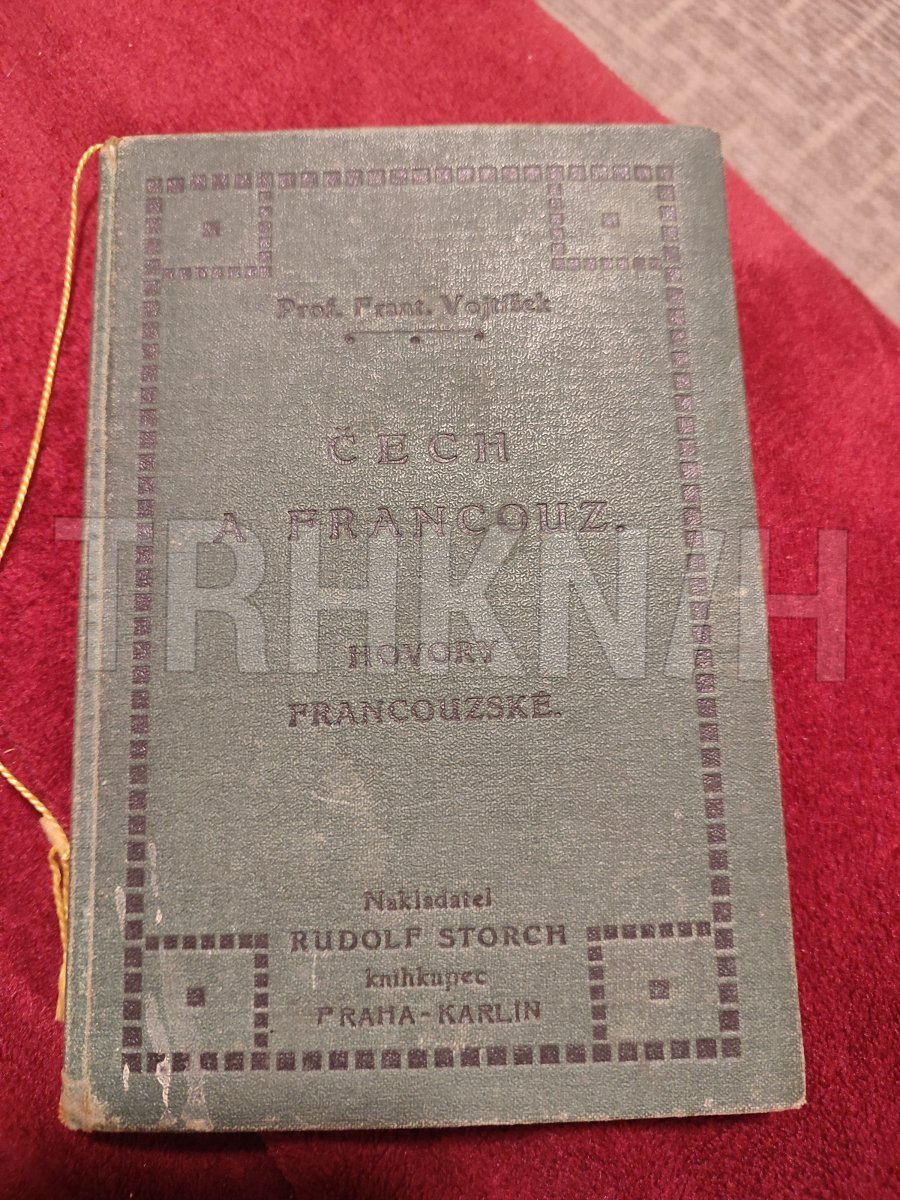 Prof. Frant. Vojtíšek
ČECH
A FRANCOUZ.
TRHKNIH
HOVORY
FRANCOUZSKÉ.
Nakladatel
RUDOLF STORCH
knihkupec
PRAHA-KARLÍN